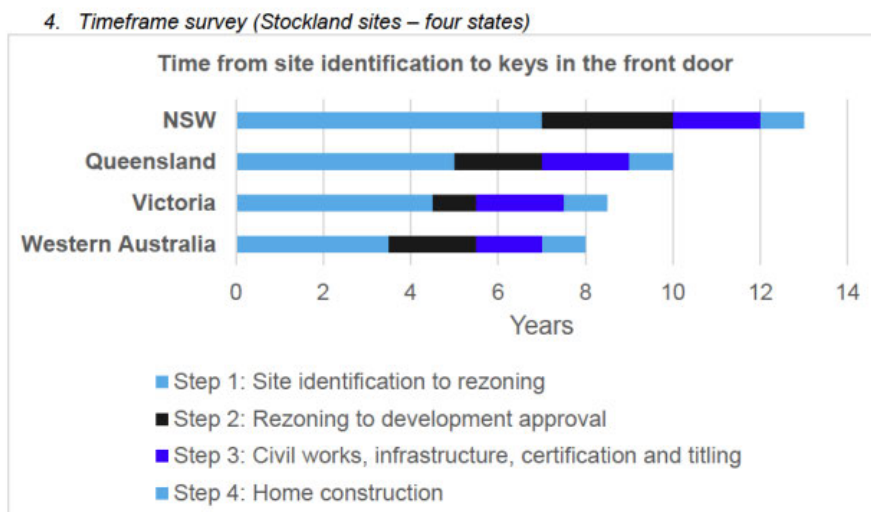 4. Timeframe survey (Stockland sites – four states)
Time from site identification to keys in the front door
NSW
Queensland
Victoria
Western Australia
0 2 4 6 8 10 12 14
Years
Step 1: Site identification to rezoning
Step 2: Rezoning to development approval
Step 3: Civil works, infrastructure, certification and titling
Step 4: Home construction